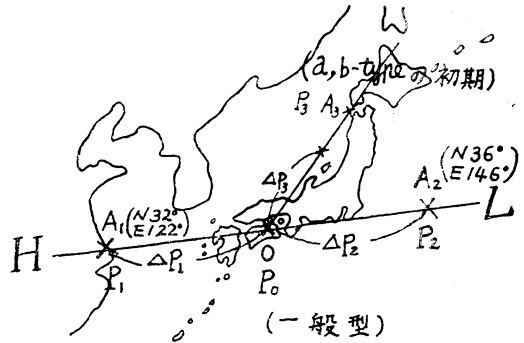 W
(a,b-typeの初期)
P₃ A₃
ΔP₃
A₁(N32° E122°)
A₂(N36° E146°)
H
L
ΔP₁
ΔP₂
P₁
O
P₂
P₀
(一般型)